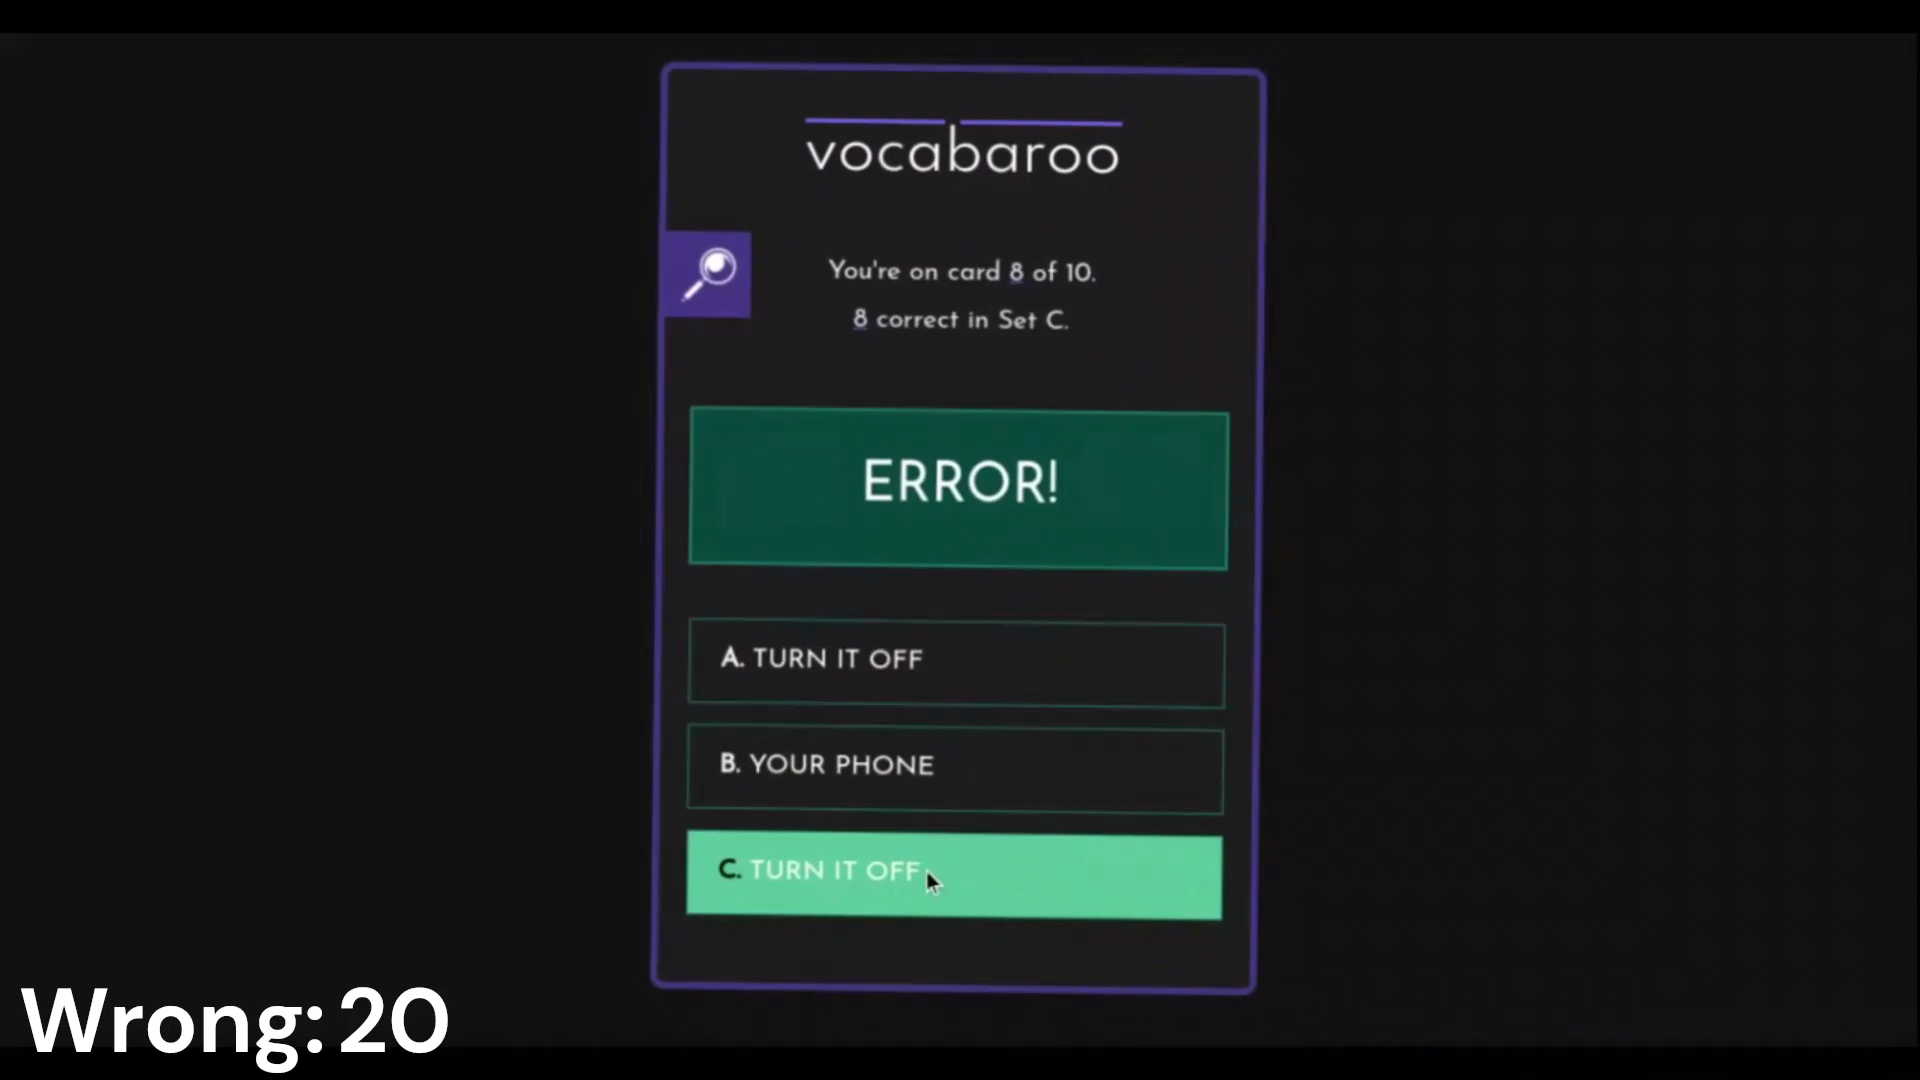 vocabaroo
You're on card 8 of 10.
8 correct in Set C.
ERROR!
A. TURN IT OFF
B. YOUR PHONE
C. TURN IT OFF
Wrong: 20